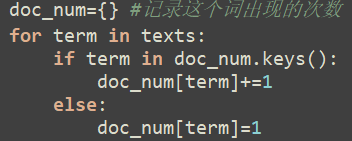 doc_num={} #记录这个词出现的次数
for term in texts:
    if term in doc_num.keys():
        doc_num[term]+=1
    else:
        doc_num[term]=1